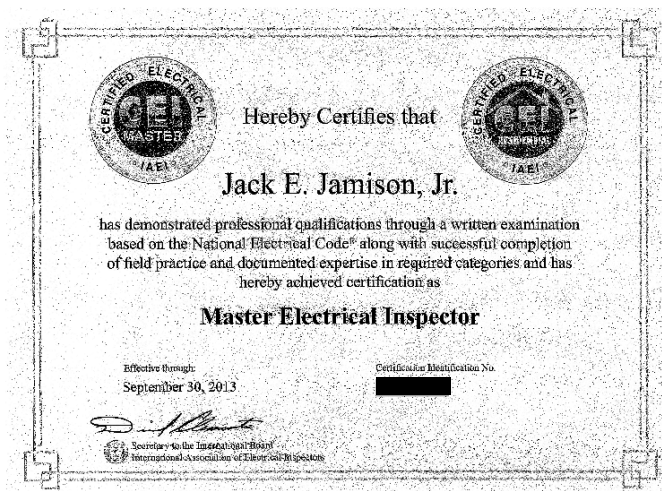 CERTIFIED ELECTRICAL
CEI
MASTER
IAEI
CERTIFIED ELECTRICAL
CEI
IAEI
Hereby Certifies that
Jack E. Jamison, Jr.
has demonstrated professional qualifications through a written examination
based on the National Electrical Code® along with successful completion
of field practice and documented expertise in required categories and has
hereby achieved certification as
Master Electrical Inspector
Effective through:
September 30, 2013
Certification Identification No.
Secretary to the International Board
International Association of Electrical Inspectors